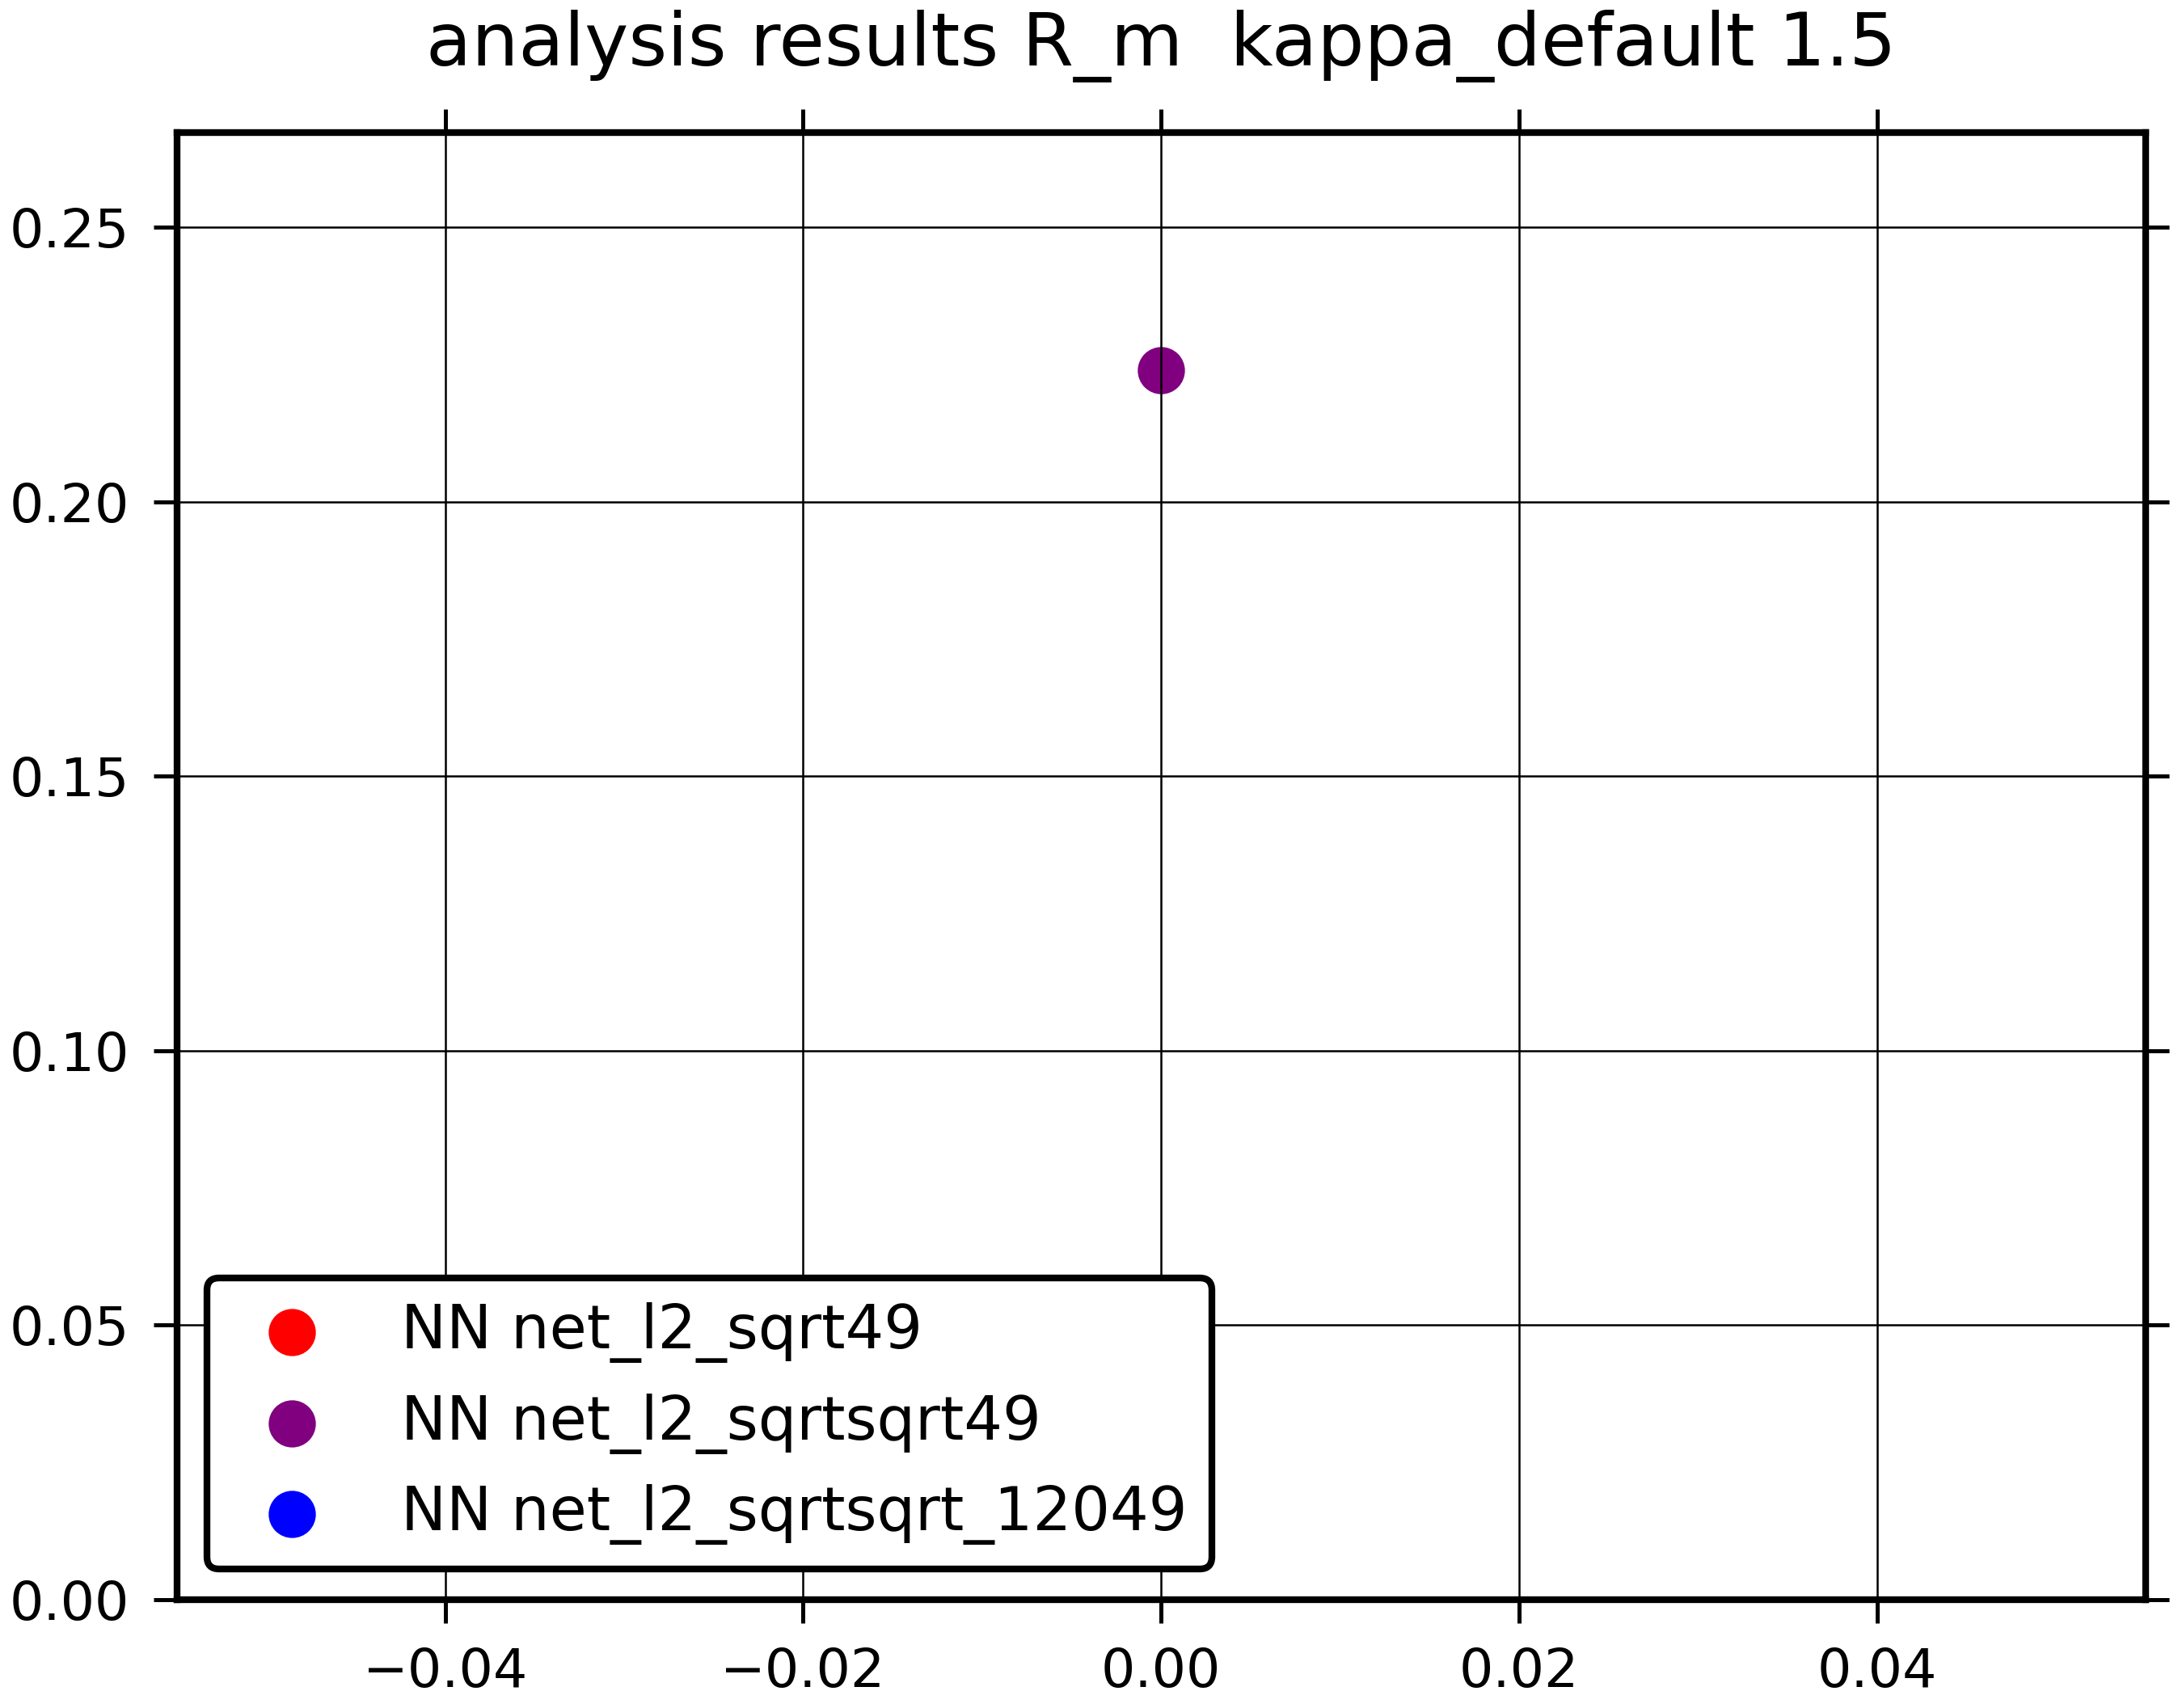 analysis results R_m  kappa_default 1.5
0.25
0.20
0.15
0.10
0.05
0.00
NN net_l2_sqrt49
NN net_l2_sqrtsqrt49
NN net_l2_sqrtsqrt_12049
−0.04 −0.02 0.00 0.02 0.04